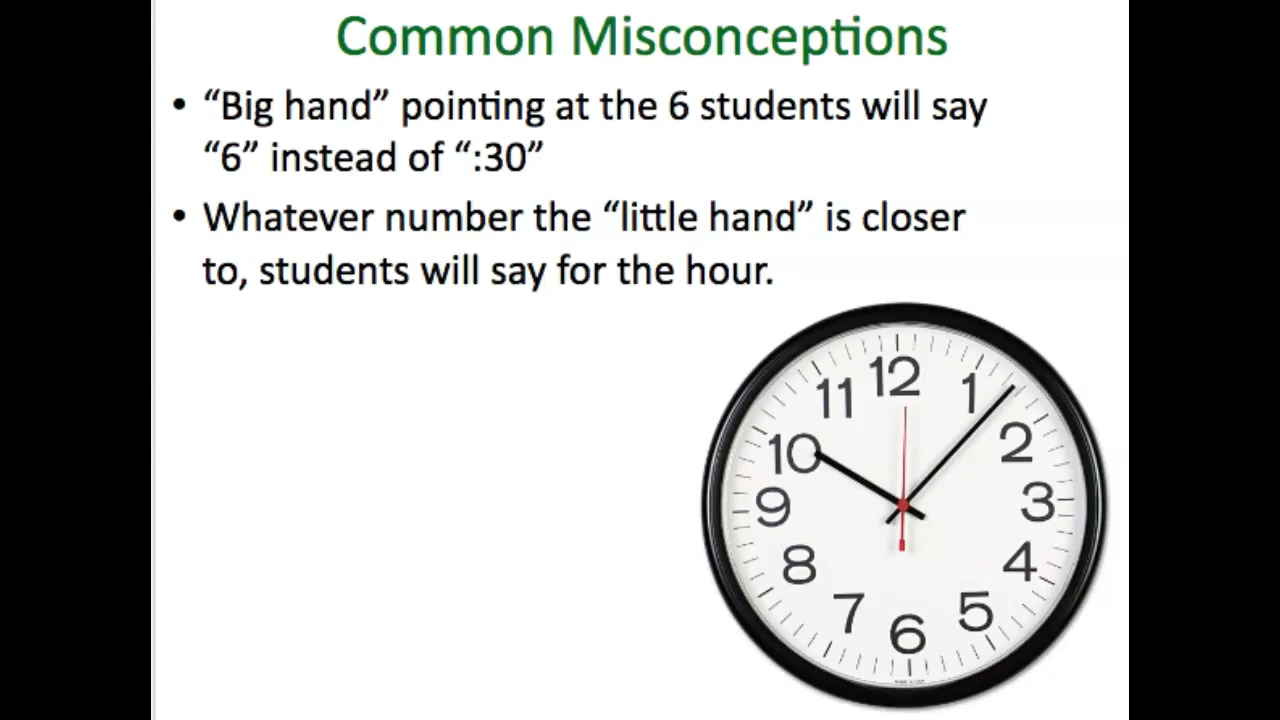 Common Misconceptions
• “Big hand” pointing at the 6 students will say
“6” instead of “:30”
• Whatever number the “little hand” is closer
to, students will say for the hour.
12
11 1
10 2
9 3
8 4
7 5
6